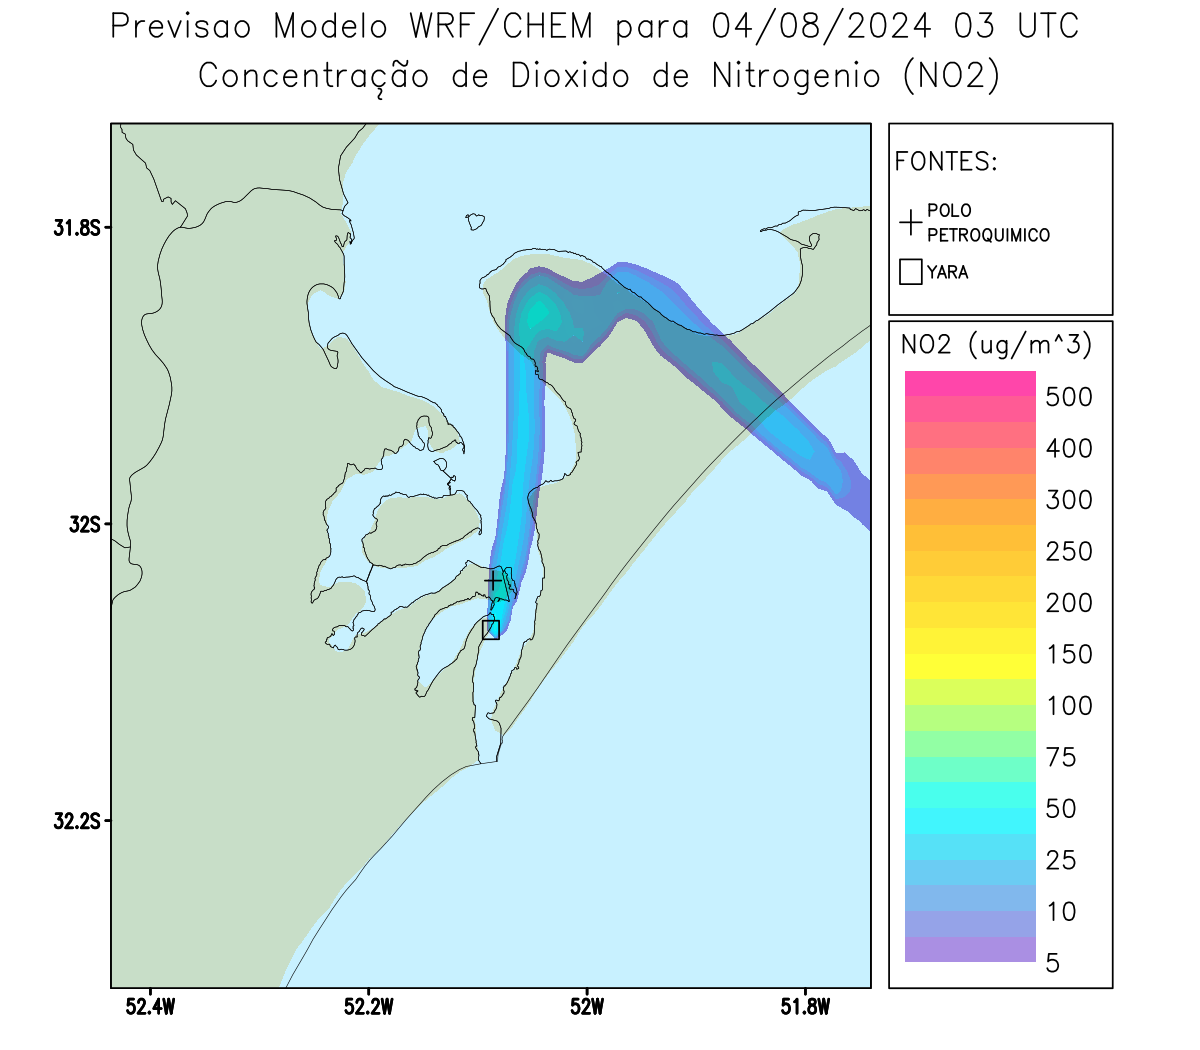 Previsao Modelo WRF/CHEM para 04/08/2024 03 UTC
Concentração de Dioxido de Nitrogenio (NO2)
FONTES:
POLO
PETROQUIMICO
YARA
NO2 (ug/m^3)
500
400
300
250
200
150
100
75
50
25
10
5
31.8S
32S
32.2S
52.4W
52.2W
52W
51.8W